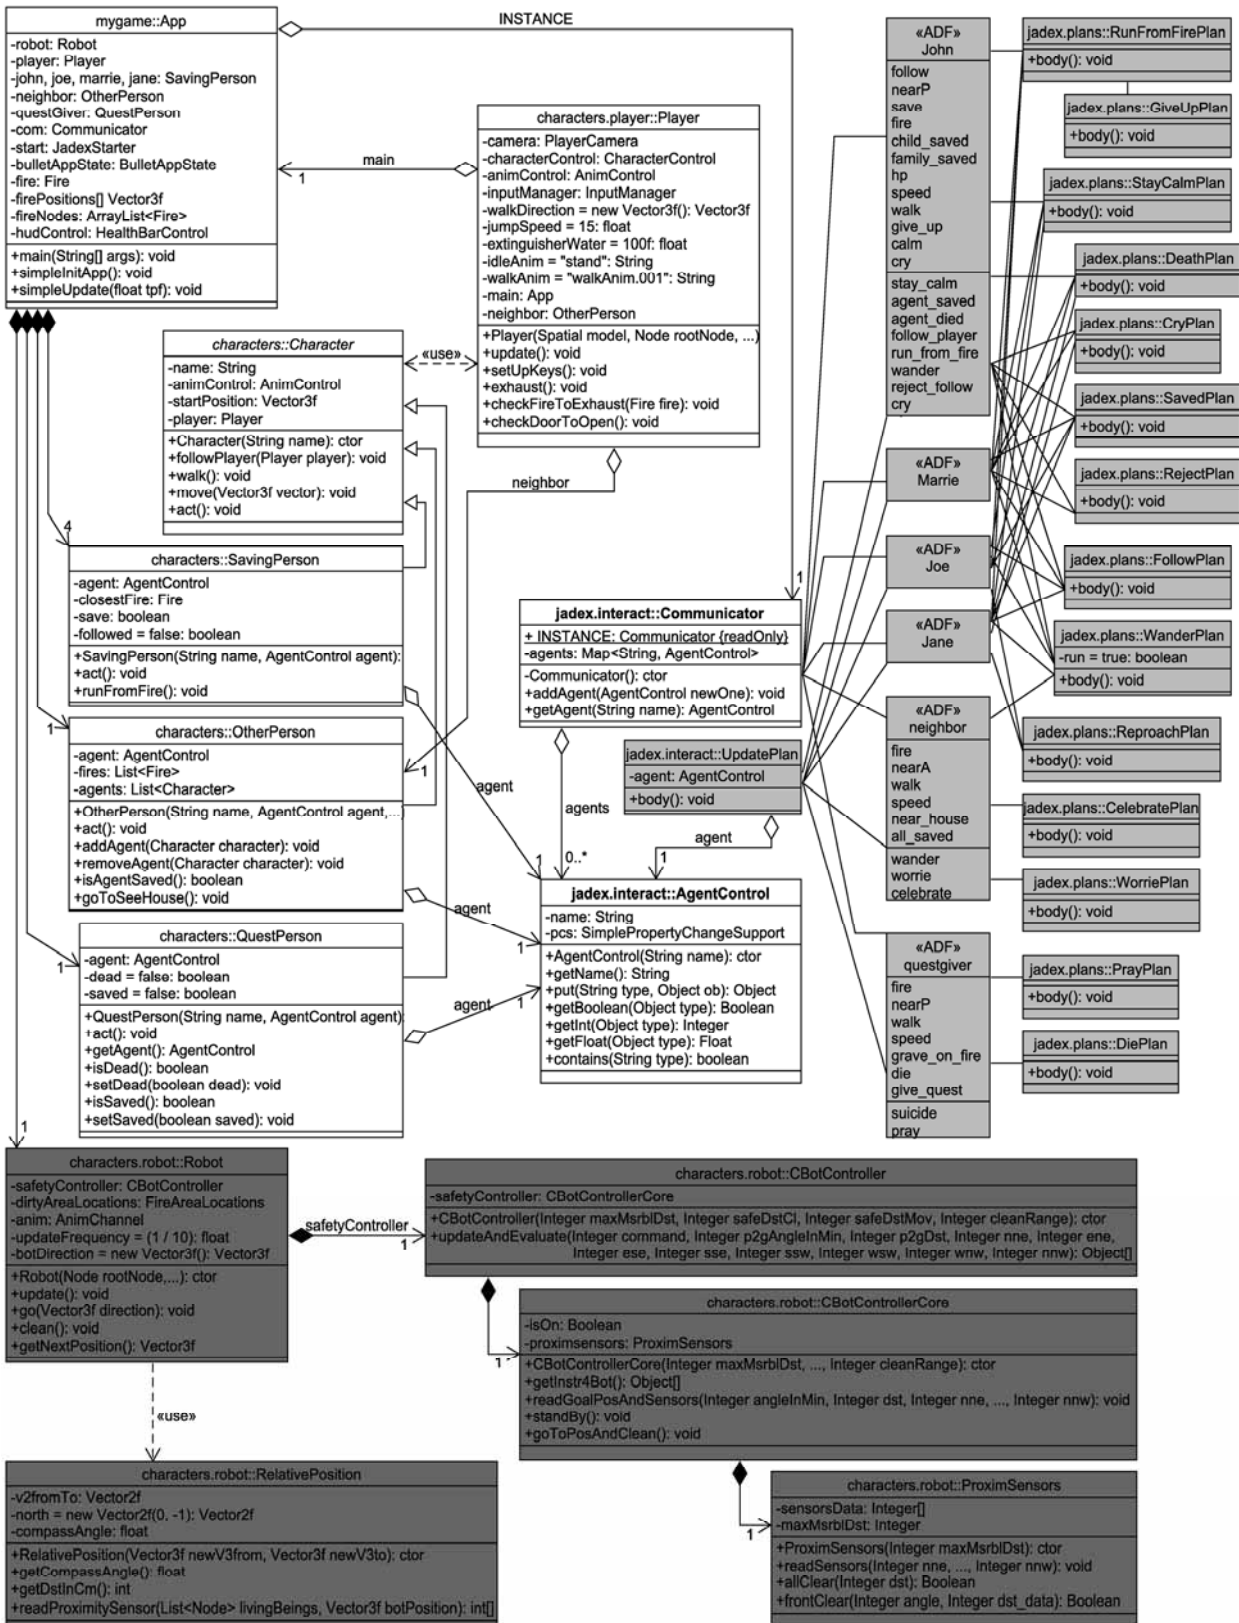 mygame::App
-robot: Robot
-player: Player
-john, joe, marrie, jane: SavingPerson
-neighbor: OtherPerson
-questGiver: QuestPerson
-com: Communicator
-start: JadexStarter
-bulletAppState: BulletAppState
-fire: Fire
-firePositions[] Vector3f
-fireNodes: ArrayList<Fire>
-hudControl: HealthBarControl
+main(String[] args): void
+simpleInitApp(): void
+simpleUpdate(float tpf): void
INSTANCE
1
main
1
characters.player::Player
-camera: PlayerCamera
-characterControl: CharacterControl
-animControl: AnimControl
-inputManager: InputManager
-walkDirection = new Vector3f(): Vector3f
-jumpSpeed = 15: float
-extinguisherWater = 100f: float
-idleAnim = "stand": String
-walkAnim = "walkAnim.001": String
-main: App
-neighbor: OtherPerson
+Player(Spatial model, Node rootNode, ...)
+update(): void
+setUpKeys(): void
+exhaust(): void
+checkFireToExhaust(Fire fire): void
+checkDoorToOpen(): void
«use»
neighbor
1
characters::Character
-name: String
-animControl: AnimControl
-startPosition: Vector3f
-player: Player
+Character(String name): ctor
+followPlayer(Player player): void
+walk(): void
+move(Vector3f vector): void
+act(): void
4
characters::SavingPerson
-agent: AgentControl
-closestFire: Fire
-save: boolean
-followed = false: boolean
+SavingPerson(String name, AgentControl agent):
+act(): void
+runFromFire(): void
1
characters::OtherPerson
-agent: AgentControl
-fires: List<Fire>
-agents: List<Character>
+OtherPerson(String name, AgentControl agent,...)
+act(): void
+addAgent(Character character): void
+removeAgent(Character character): void
+isAgentSaved(): boolean
+goToSeeHouse(): void
1
characters::QuestPerson
-agent: AgentControl
-dead = false: boolean
-saved = false: boolean
+QuestPerson(String name, AgentControl agent)
+act(): void
+getAgent(): AgentControl
+isDead(): boolean
+setDead(boolean dead): void
+isSaved(): boolean
+setSaved(boolean saved): void
agent
1
agent
1
agent
1
jadex.interact::Communicator
+ INSTANCE: Communicator {readOnly}
-agents: Map<String, AgentControl>
-Communicator(): ctor
+addAgent(AgentControl newOne): void
+getAgent(String name): AgentControl
agents
0..*
jadex.interact::UpdatePlan
-agent: AgentControl
+body(): void
agent
1
jadex.interact::AgentControl
-name: String
-pcs: SimplePropertyChangeSupport
+AgentControl(String name): ctor
+getName(): String
+put(String type, Object ob): Object
+getBoolean(Object type): Boolean
+getInt(Object type): Integer
+getFloat(Object type): Float
+contains(String type): boolean
«ADF»
John
follow
nearP
save
fire
child_saved
family_saved
hp
speed
walk
give_up
calm
cry
stay_calm
agent_saved
agent_died
follow_player
run_from_fire
wander
reject_follow
cry
«ADF»
Marrie
«ADF»
Joe
«ADF»
Jane
«ADF»
neighbor
fire
nearA
walk
speed
near_house
all_saved
wander
worrie
celebrate
«ADF»
questgiver
fire
nearP
walk
speed
grave_on_fire
die
give_quest
suicide
pray
jadex.plans::RunFromFirePlan
+body(): void
jadex.plans::GiveUpPlan
+body(): void
jadex.plans::StayCalmPlan
+body(): void
jadex.plans::DeathPlan
+body(): void
jadex.plans::CryPlan
+body(): void
jadex.plans::SavedPlan
+body(): void
jadex.plans::RejectPlan
+body(): void
jadex.plans::FollowPlan
+body(): void
jadex.plans::WanderPlan
-run = true: boolean
+body(): void
jadex.plans::ReproachPlan
+body(): void
jadex.plans::CelebratePlan
+body(): void
jadex.plans::WorriePlan
+body(): void
jadex.plans::PrayPlan
+body(): void
jadex.plans::DiePlan
+body(): void
1
characters.robot::Robot
-safetyController: CBotController
-dirtyAreaLocations: FireAreaLocations
-anim: AnimChannel
-updateFrequency = (1 / 10): float
-botDirection = new Vector3f(): Vector3f
+Robot(Node rootNode,...): ctor
+update(): void
+go(Vector3f direction): void
+clean(): void
+getNextPosition(): Vector3f
safetyController
1
characters.robot::CBotController
-safetyController: CBotControllerCore
+CBotController(Integer maxMsrblDst, Integer safeDstCl, Integer safeDstMov, Integer cleanRange): ctor
+updateAndEvaluate(Integer command, Integer p2gAngleInMin, Integer p2gDst, Integer nne, Integer ene,
Integer ese, Integer sse, Integer ssw, Integer wsw, Integer wnw, Integer nnw): Object[]
1
characters.robot::CBotControllerCore
-isOn: Boolean
-proximsensors: ProximSensors
+CBotControllerCore(Integer maxMsrblDst, ..., Integer cleanRange): ctor
+getInstr4Bot(): Object[]
+readGoalPosAndSensors(Integer angleInMin, Integer dst, Integer nne, ..., Integer nnw): void
+standBy(): void
+goToPosAndClean(): void
«use»
characters.robot::RelativePosition
-v2fromTo: Vector2f
-north = new Vector2f(0, -1): Vector2f
-compassAngle: float
+RelativePosition(Vector3f newV3from, Vector3f newV3to): ctor
+getCompassAngle(): float
+getDstInCm(): int
+readProximitySensor(List<Node> livingBeings, Vector3f botPosition): int[]
1
characters.robot::ProximSensors
-sensorsData: Integer[]
-maxMsrblDst: Integer
+ProximSensors(Integer maxMsrblDst): ctor
+readSensors(Integer nne, ..., Integer nnw): void
+allClear(Integer dst): Boolean
+frontClear(Integer angle, Integer dst_data): Boolean